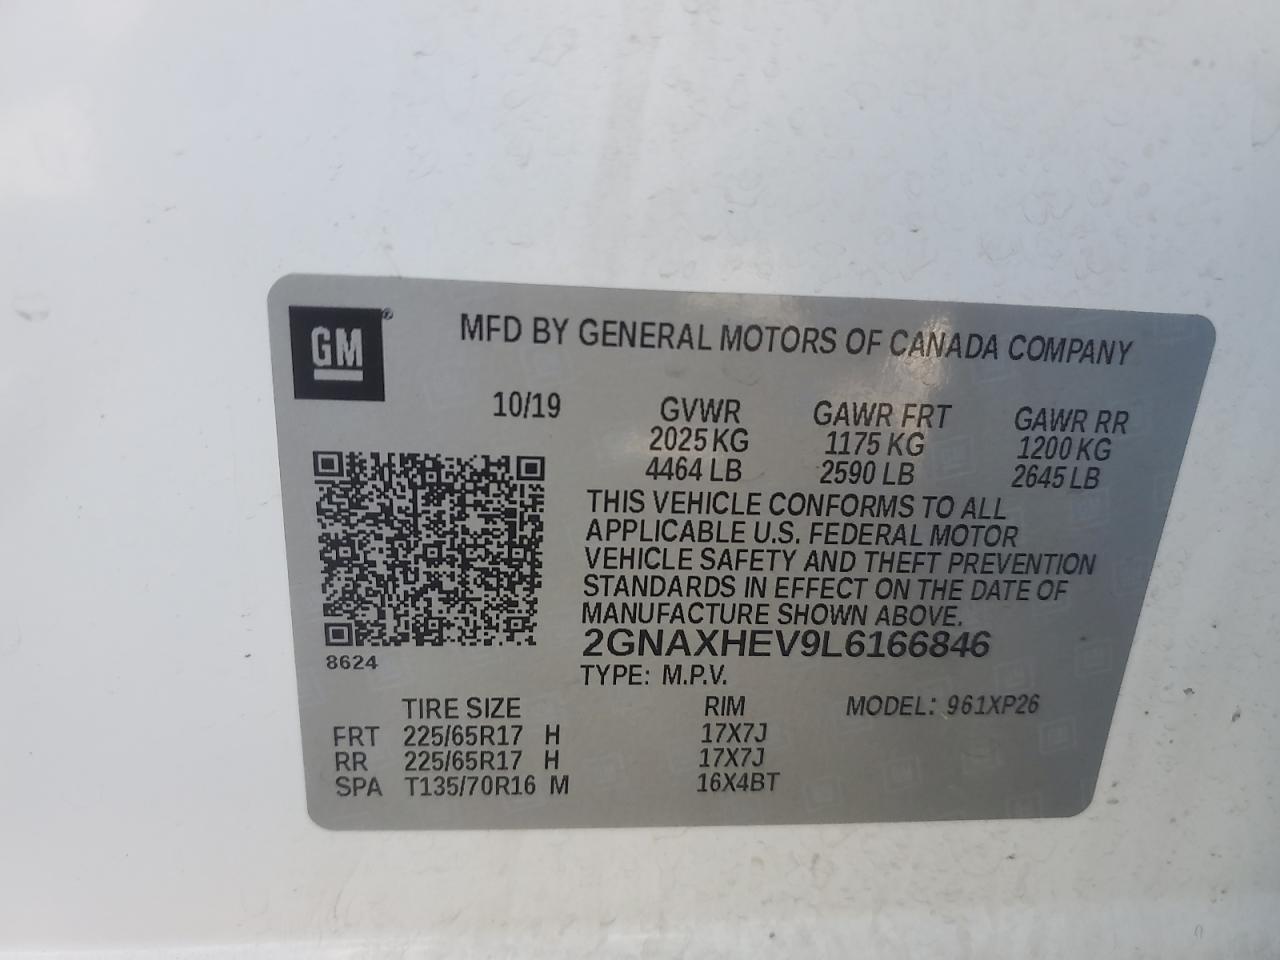 GM®
MFD BY GENERAL MOTORS OF CANADA COMPANY
10/19 GVWR GAWR FRT GAWR RR
2025 KG 1175 KG 1200 KG
4464 LB 2590 LB 2645 LB
THIS VEHICLE CONFORMS TO ALL
APPLICABLE U.S. FEDERAL MOTOR
VEHICLE SAFETY AND THEFT PREVENTION
STANDARDS IN EFFECT ON THE DATE OF
MANUFACTURE SHOWN ABOVE.
8624 2GNAXHEV9L6166846
TYPE: M.P.V.
TIRE SIZE RIM MODEL: 961XP26
FRT 225/65R17 H 17X7J
RR 225/65R17 H 17X7J
SPA T135/70R16 M 16X4BT